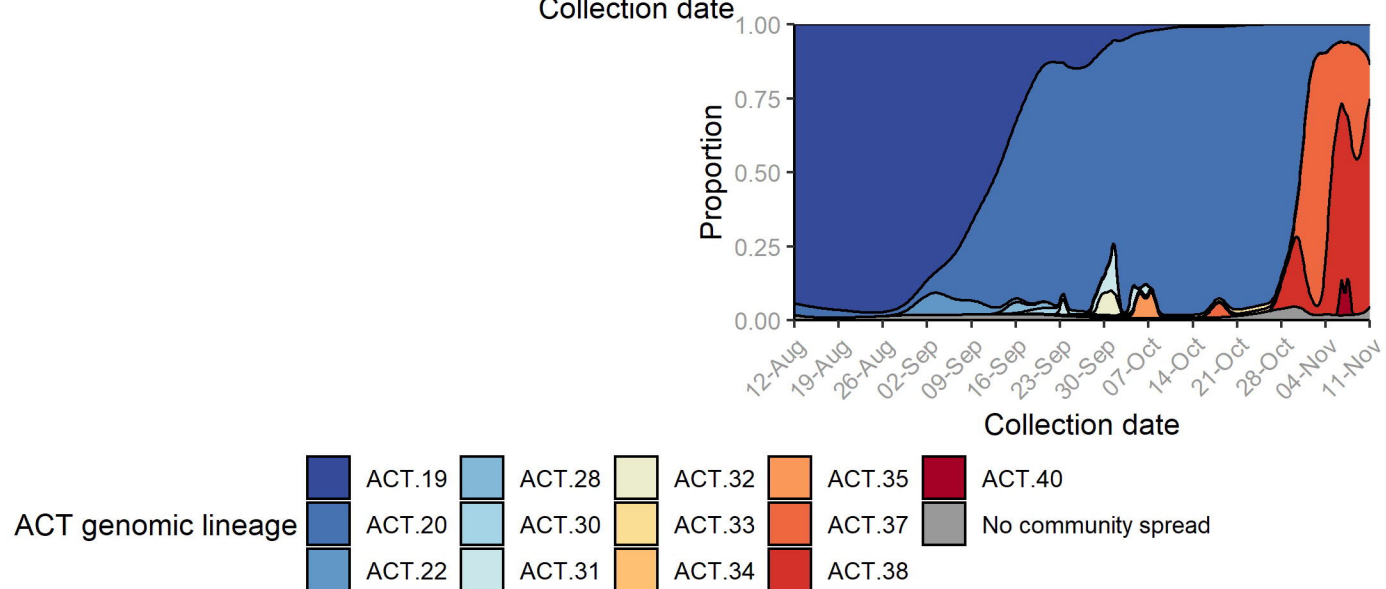 Collection date
1.00
0.75
0.50
0.25
0.00
Proportion
12-Aug
19-Aug
26-Aug
02-Sep
09-Sep
16-Sep
23-Sep
30-Sep
07-Oct
14-Oct
21-Oct
28-Oct
04-Nov
11-Nov
Collection date
ACT genomic lineage
ACT.19 ACT.28 ACT.32 ACT.35 ACT.40
ACT.20 ACT.30 ACT.33 ACT.37 No community spread
ACT.22 ACT.31 ACT.34 ACT.38